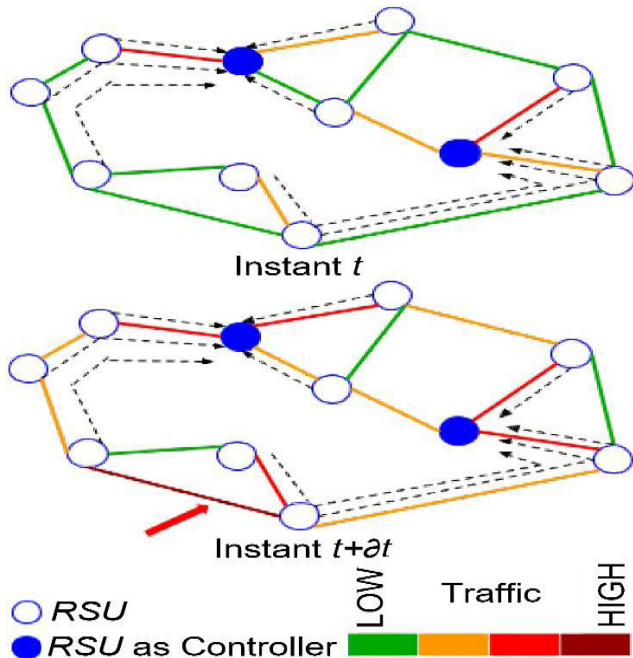 Instant t
Instant t+∂t
RSU
RSU as Controller
LOW
Traffic
HIGH